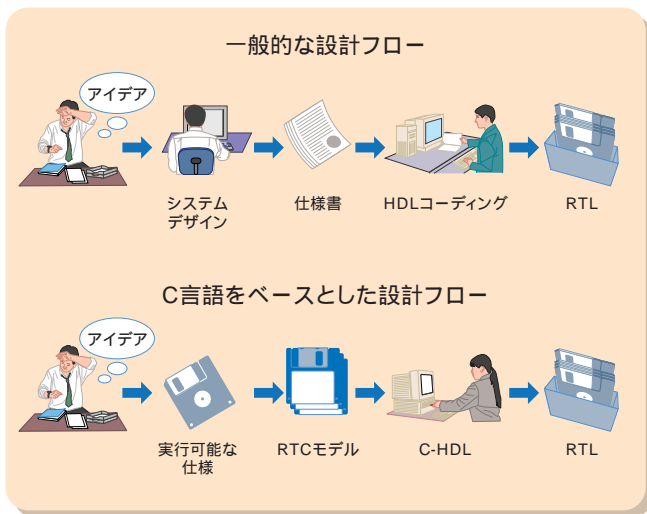 一般的な設計フロー
アイデア
システム
デザイン
仕様書
HDLコーディング
RTL
C言語をベースとした設計フロー
アイデア
実行可能な
仕様
RTCモデル
C-HDL
RTL